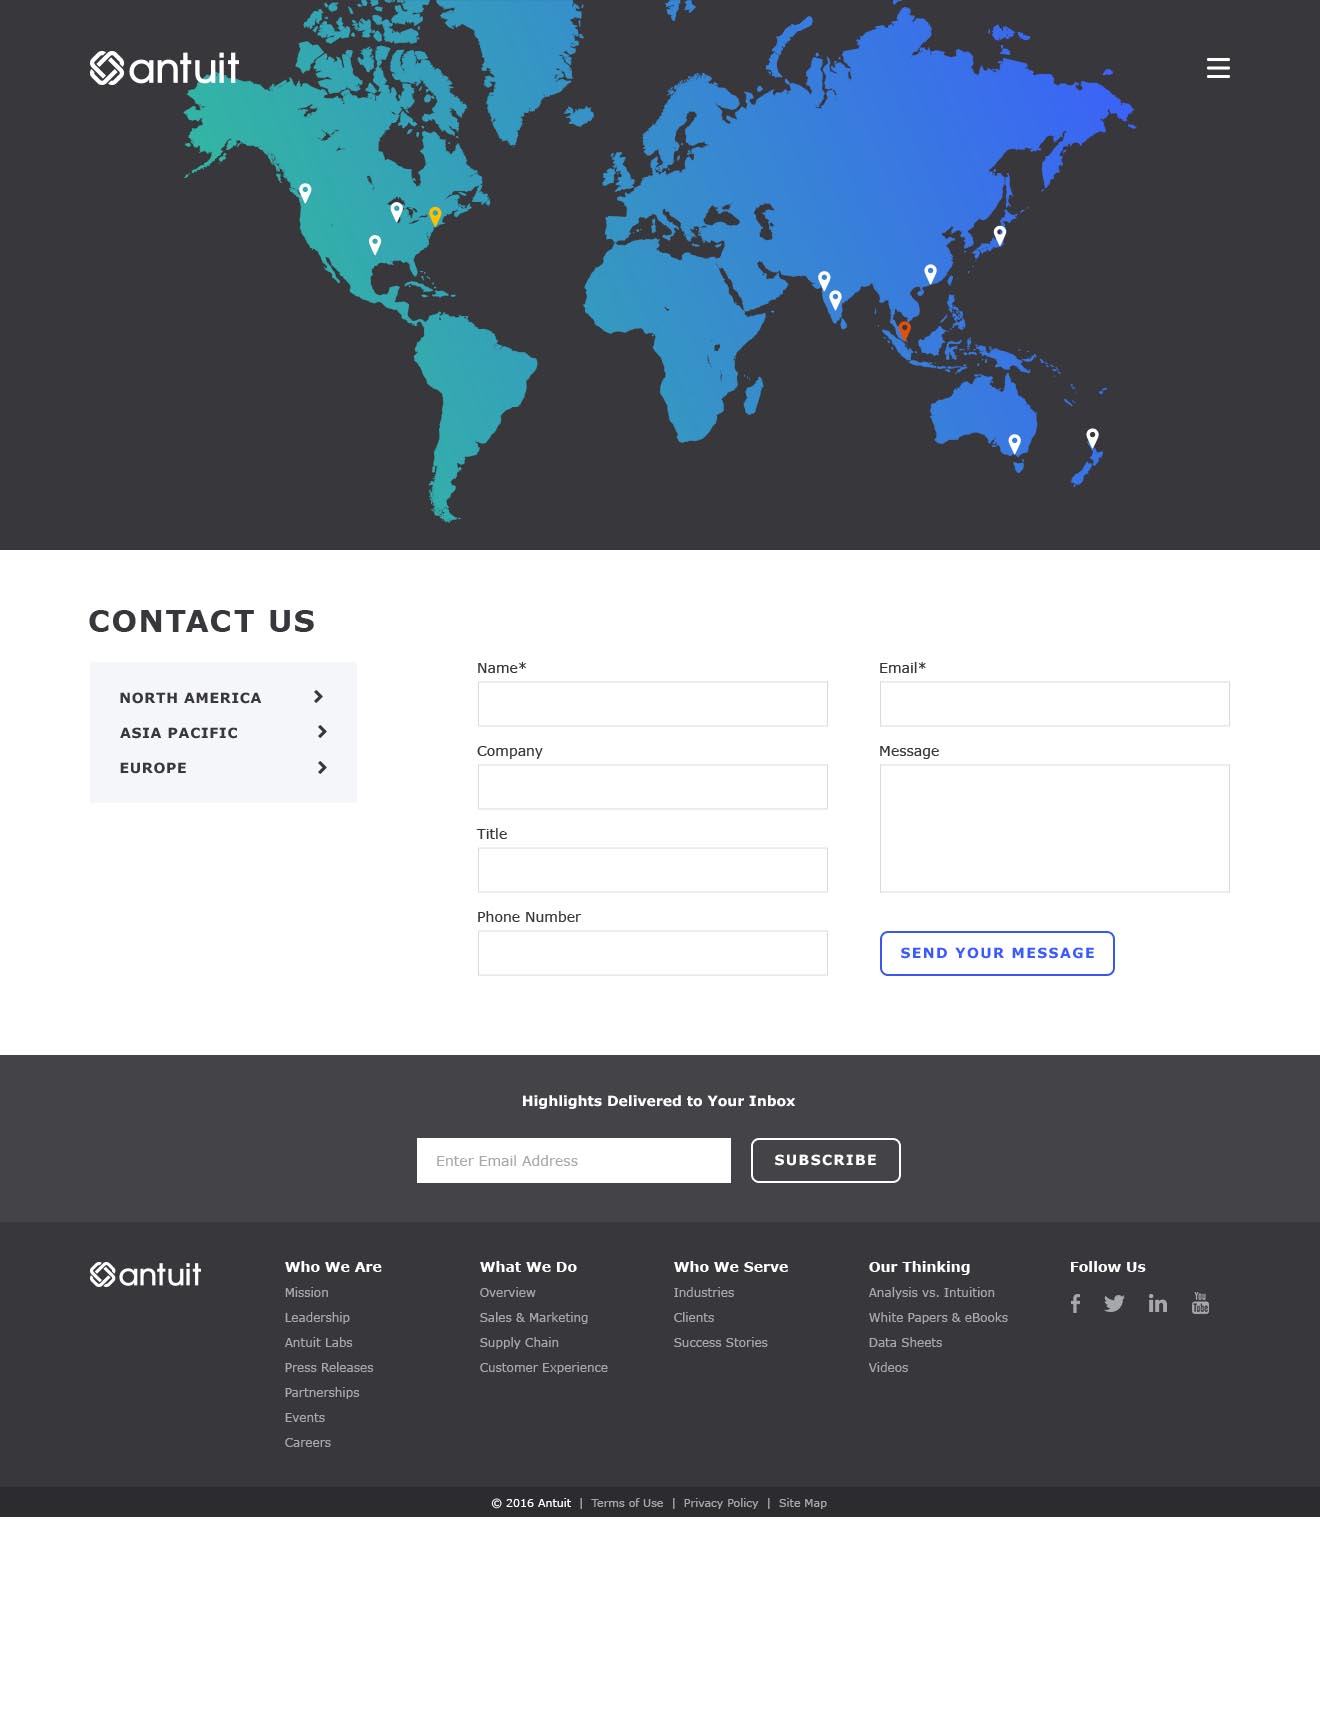 antuit
CONTACT US
NORTH AMERICA
ASIA PACIFIC
EUROPE
Name*
Company
Title
Phone Number
Email*
Message
SEND YOUR MESSAGE
Highlights Delivered to Your Inbox
Enter Email Address
SUBSCRIBE
antuit
Who We Are
Mission
Leadership
Antuit Labs
Press Releases
Partnerships
Events
Careers
What We Do
Overview
Sales & Marketing
Supply Chain
Customer Experience
Who We Serve
Industries
Clients
Success Stories
Our Thinking
Analysis vs. Intuition
White Papers & eBooks
Data Sheets
Videos
Follow Us
f
in
You
Tube
© 2016 Antuit | Terms of Use | Privacy Policy | Site Map